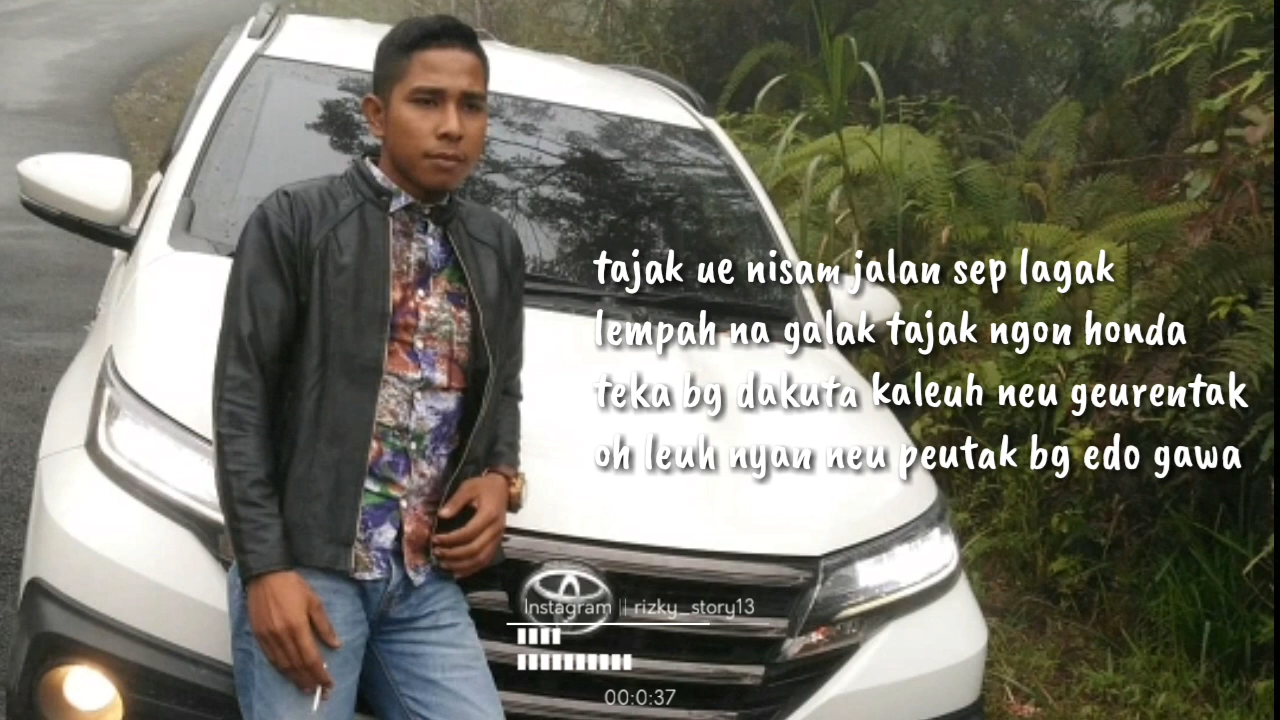 tajak ue nisam jalan sep lagak
lempah na galak tajak ngon honda
teka bg dakuta kaleuh neu geurentak
oh leuh nyan neu peutak bg edo gawa
Instagram || rizky_story13
00:0:37